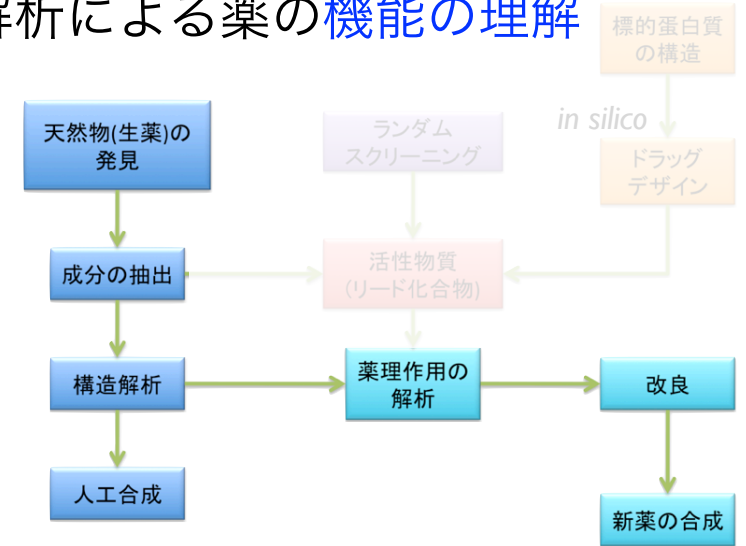 解析による薬の機能の理解
標的蛋白質
の構造
天然物(生薬)の
発見
ランダム
スクリーニング
in silico
ドラッグ
デザイン
成分の抽出
活性物質
(リード化合物)
構造解析
薬理作用の
解析
改良
人工合成
新薬の合成